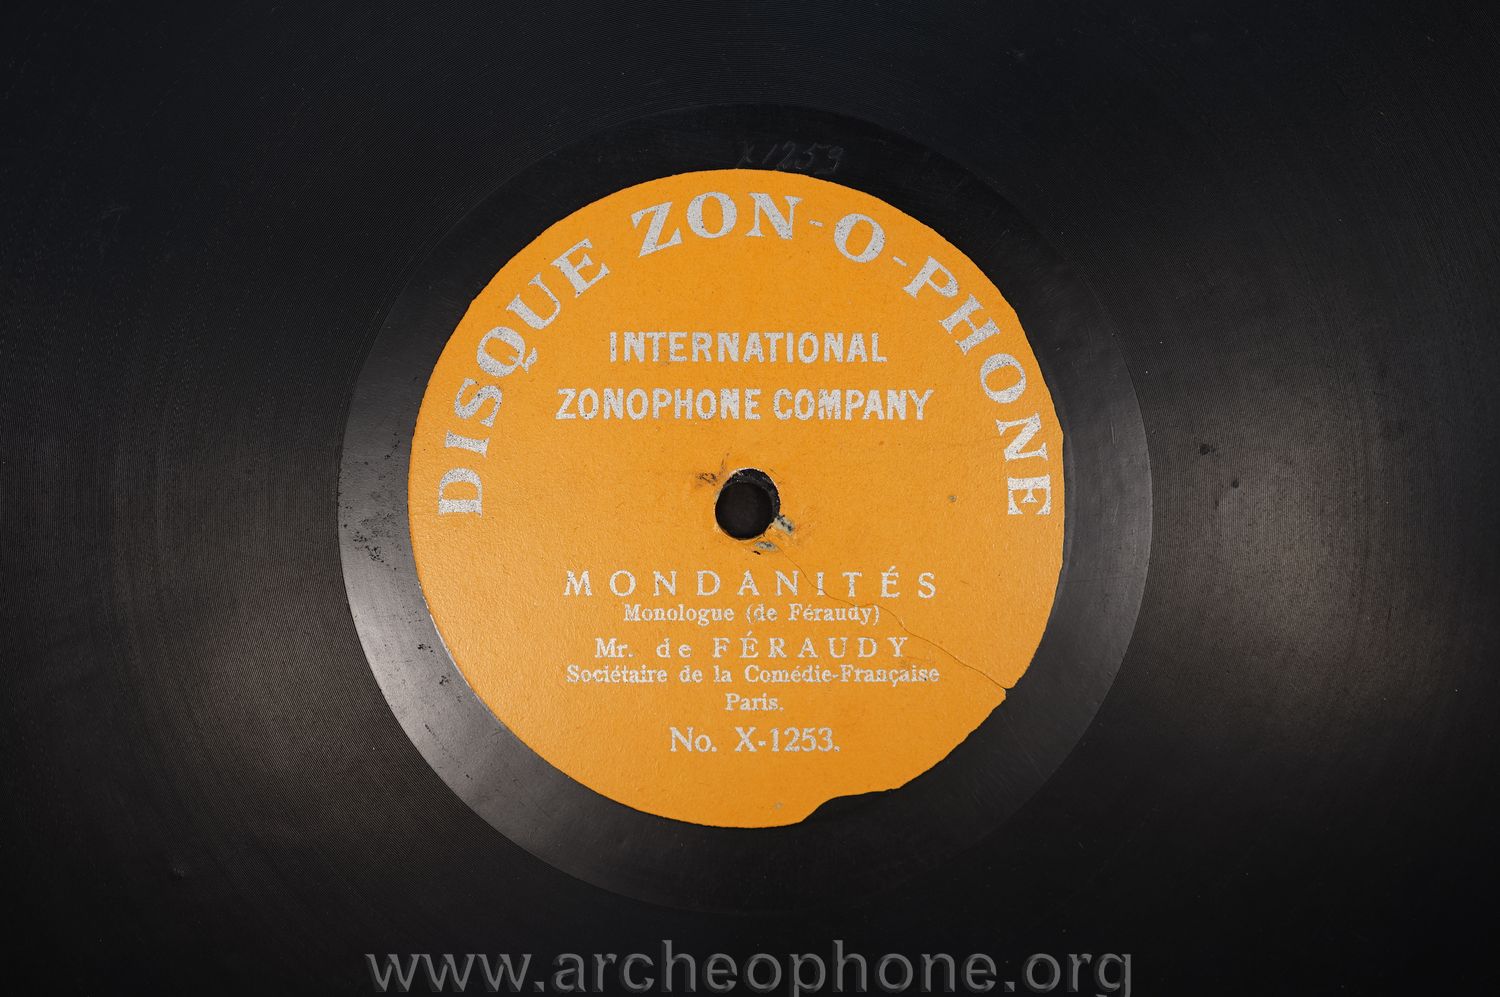 X1253
DISQUE ZON-O-PHONE
INTERNATIONAL
ZONOPHONE COMPANY
MONDANITÉS
Monologue (de Féraudy)
Mr. de FÉRAUDY
Sociétaire de la Comédie-Française
Paris.
No. X-1253.
www.archeophone.org